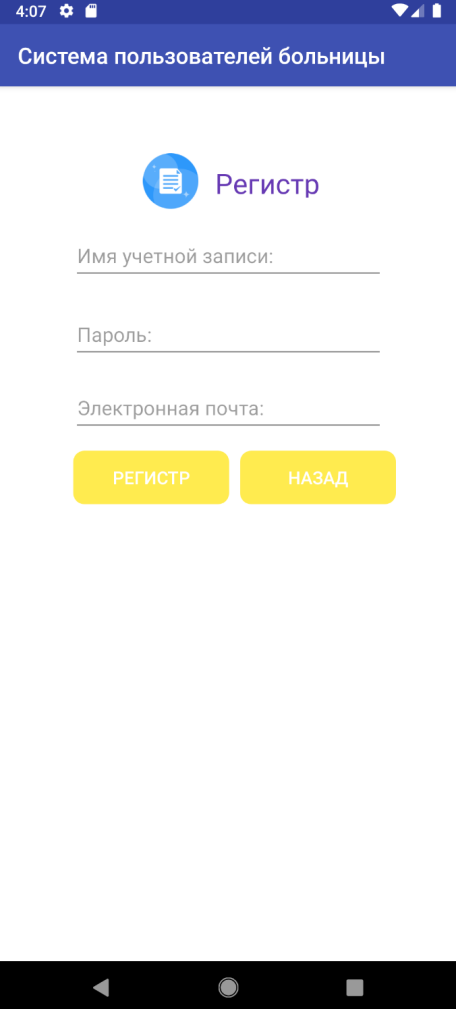 4:07
Система пользователей больницы
Регистр
Имя учетной записи:
Пароль:
Электронная почта:
РЕГИСТР
НАЗАД